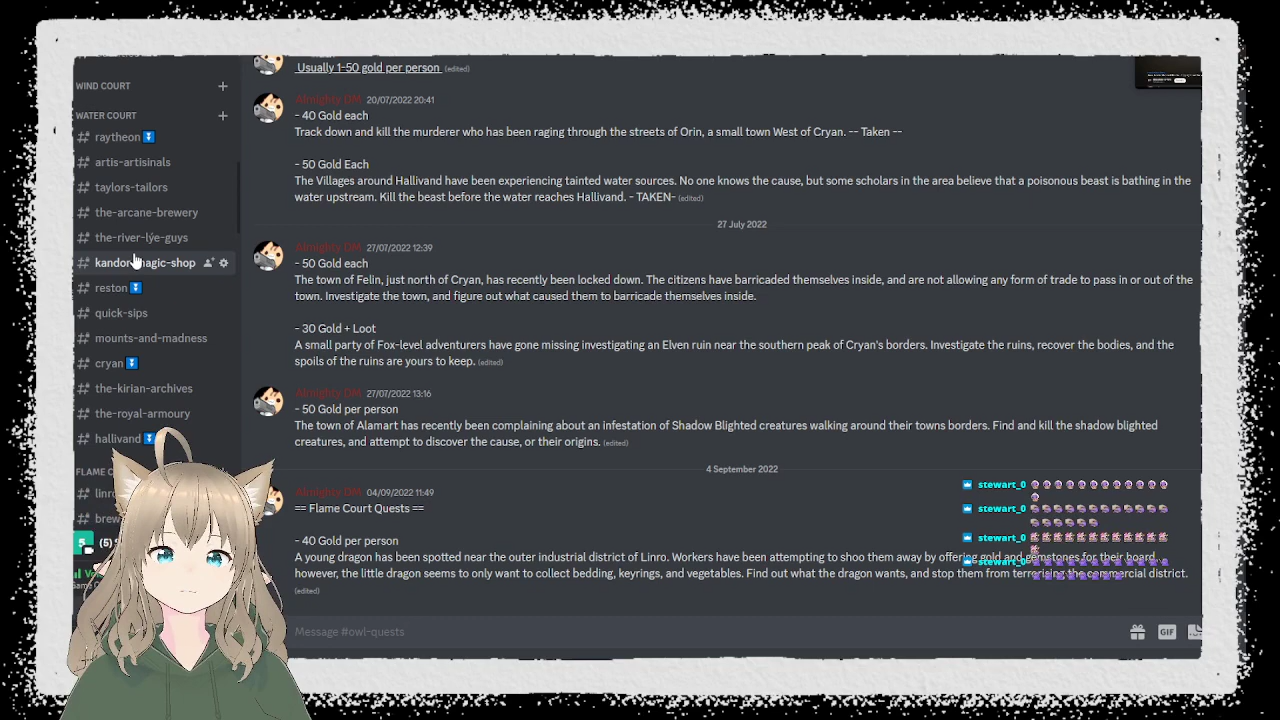 Usually 1-50 gold per person (edited)
WIND COURT
Almighty DM 20/07/2022 20:41
- 40 Gold each
WATER COURT
Track down and kill the murderer who has been raging through the streets of Orin, a small town West of Cryan. -- Taken --
raytheon
artis-artisinals
- 50 Gold Each
taylors-tailors
The Villages around Hallivand have been experiencing tainted water sources. No one knows the cause, but some scholars in the area believe that a poisonous beast is bathing in the
water upstream. Kill the beast before the water reaches Hallivand. - TAKEN- (edited)
the-arcane-brewery
27 July 2022
the-river-lýe-guys
Almighty DM 27/07/2022 12:39
- 50 Gold each
magic-shop
The town of Felin, just north of Cryan, has recently been locked down. The citizens have barricaded themselves inside, and are not allowing any form of trade to pass in or out of the
reston
town. Investigate the town, and figure out what caused them to barricade themselves inside.
quick-sips
- 30 Gold + Loot
mounts-and-madness
A small party of Fox-level adventurers have gone missing investigating an Elven ruin near the southern peak of Cryan's borders. Investigate the ruins, recover the bodies, and the
cryan
spoils of the ruins are yours to keep. (edited)
the-kirian-archives
Almighty DM 27/07/2022 13:16
- 50 Gold per person
the-royal-armoury
The town of Alamart has recently been complaining about an infestation of Shadow Blighted creatures walking around their towns borders. Find and kill the shadow blighted
hallivand
creatures, and attempt to discover the cause, or their origins. (edited)
4 September 2022
FLAME C
Almighty DM 04/09/2022 11:49
linro
== Flame Court Quests ==
brew
- 40 Gold per person
A young dragon has been spotted near the outer industrial district of Linro. Workers have been attempting to shoo them away by offering gold and gemstones for their board
however, the little dragon seems to only want to collect bedding, keyrings, and vegetables. Find out what the dragon wants, and stop them from terrorising the commercial district.
(edited)
stewart_0
stewart_0
stewart_0
stewart_0
Message #owl-quests
GIF